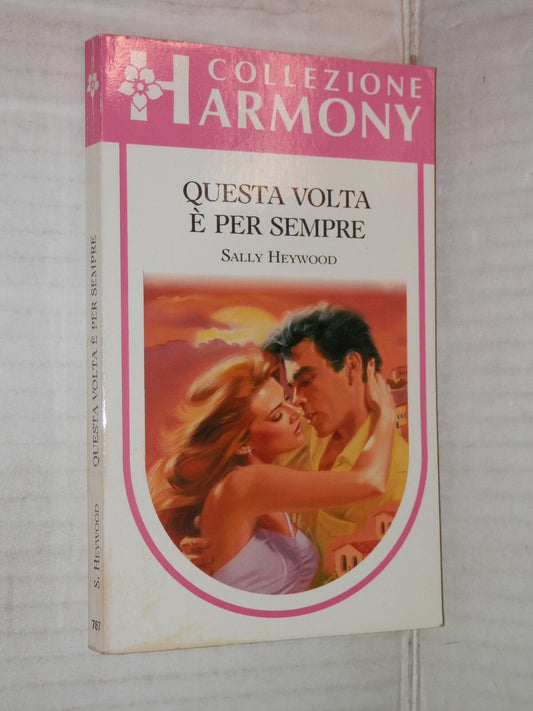 COLLEZIONE
HARMONY
QUESTA VOLTA
È PER SEMPRE
SALLY HEYWOOD
S. HEYWOOD QUESTA VOLTA È PER SEMPRE
787